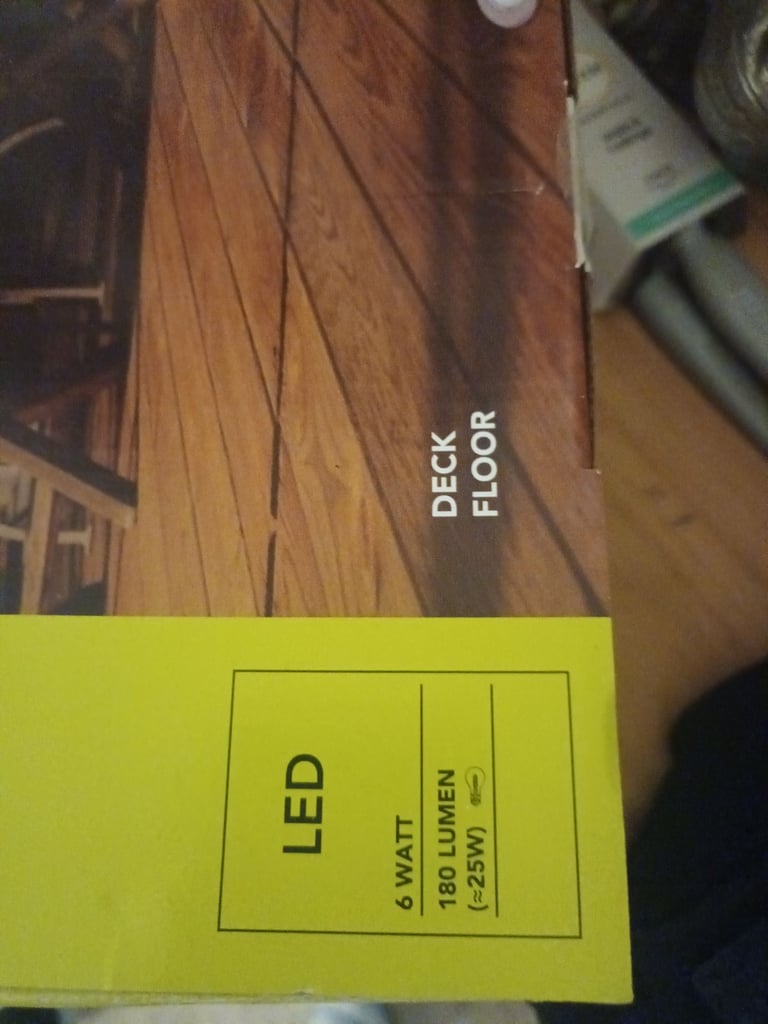 DECK
FLOOR
LED
6 WATT
180 LUMEN
(≈25W)